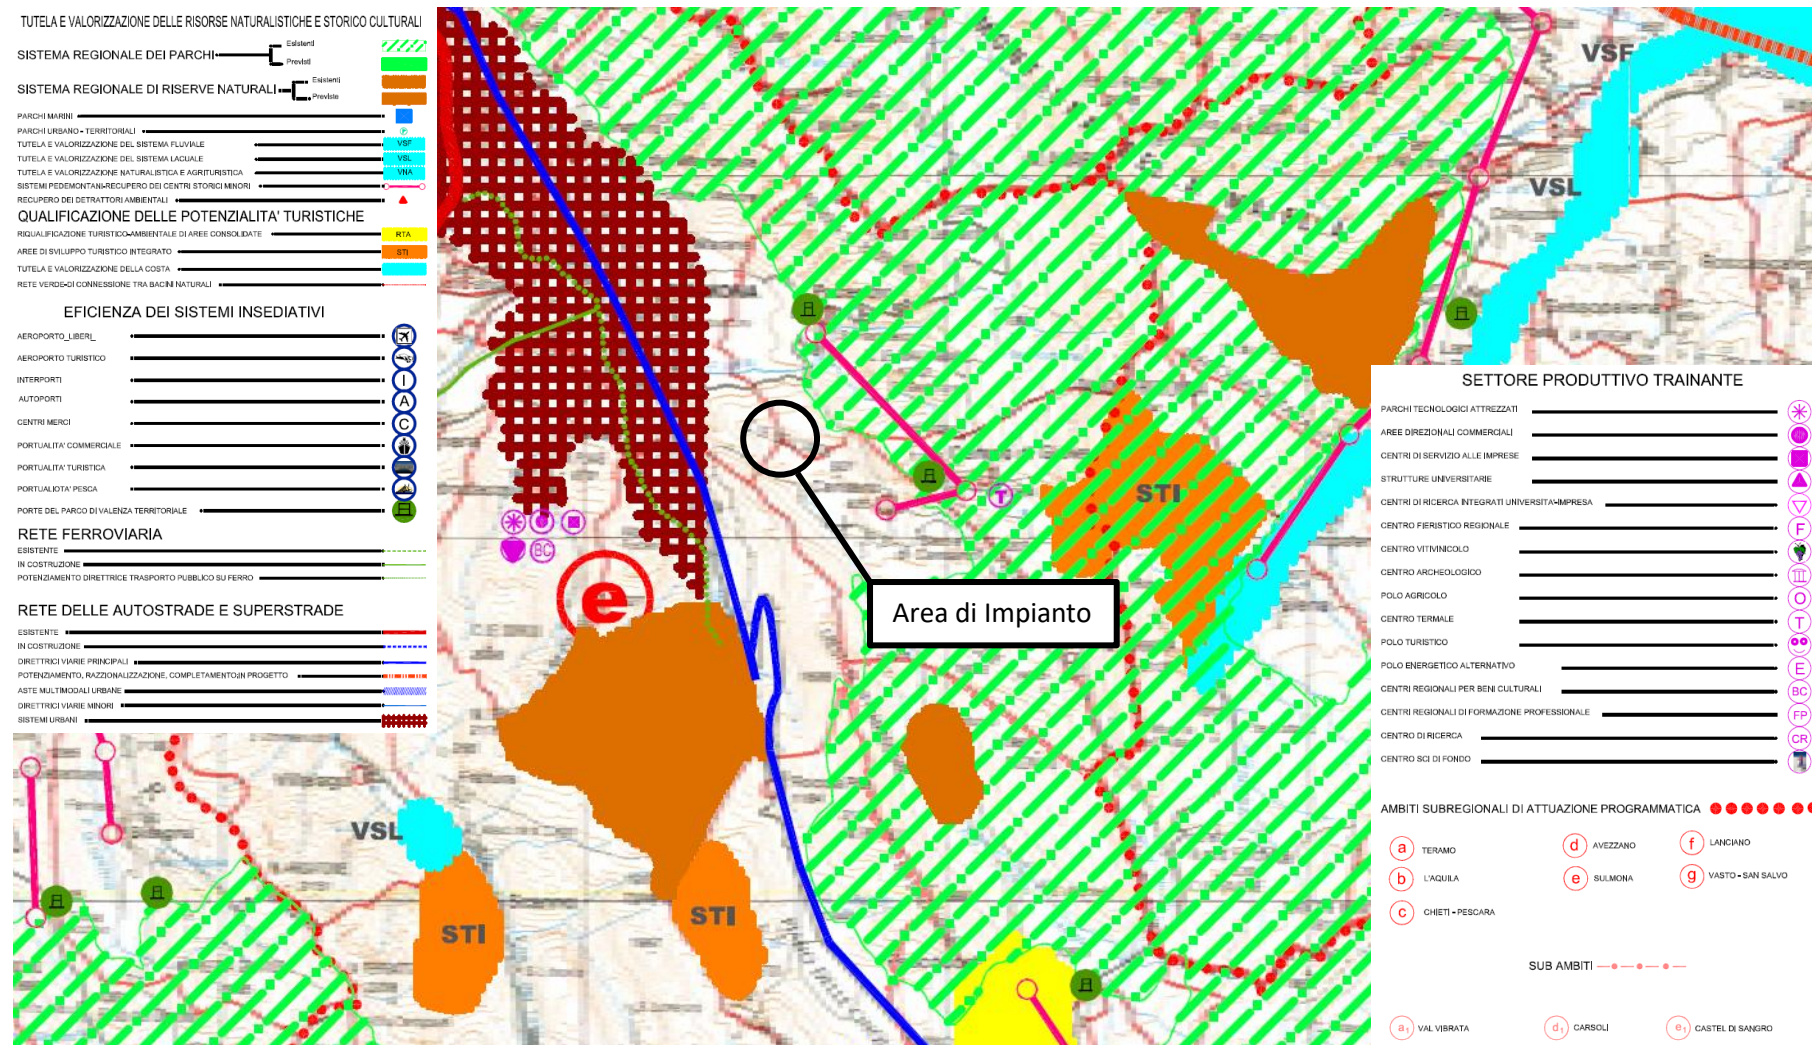 TUTELA E VALORIZZAZIONE DELLE RISORSE NATURALISTICHE E STORICO CULTURALI
SISTEMA REGIONALE DEI PARCHI
Esistenti
Previsti
SISTEMA REGIONALE DI RISERVE NATURALI
Esistenti
Previste
PARCHI MARINI
PARCHI URBANO - TERRITORIALI
TUTELA E VALORIZZAZIONE DEL SISTEMA FLUVIALE VSF
TUTELA E VALORIZZAZIONE DEL SISTEMA LACUALE VSL
TUTELA E VALORIZZAZIONE NATURALISTICA E AGRITURISTICA VNA
SISTEMI PEDEMONTANI-RECUPERO DEI CENTRI STORICI MINORI
RECUPERO DEI DETRATTORI AMBIENTALI
QUALIFICAZIONE DELLE POTENZIALITA' TURISTICHE
RIQUALIFICAZIONE TURISTICO-AMBIENTALE DI AREE CONSOLIDATE RTA
AREE DI SVILUPPO TURISTICO INTEGRATO STI
TUTELA E VALORIZZAZIONE DELLA COSTA
RETE VERDE-DI CONNESSIONE TRA BACINI NATURALI
EFICIENZA DEI SISTEMI INSEDIATIVI
AEROPORTO_LIBERI_
AEROPORTO TURISTICO
INTERPORTI I
AUTOPORTI A
CENTRI MERCI C
PORTUALITA' COMMERCIALE
PORTUALITA' TURISTICA
PORTUALIOTA' PESCA
PORTE DEL PARCO DI VALENZA TERRITORIALE
RETE FERROVIARIA
ESISTENTE
IN COSTRUZIONE
POTENZIAMENTO DIRETTRICE TRASPORTO PUBBLICO SU FERRO
RETE DELLE AUTOSTRADE E SUPERSTRADE
ESISTENTE
IN COSTRUZIONE
DIRETTRICI VIARIE PRINCIPALI
POTENZIAMENTO, RAZZIONALIZZAZIONE, COMPLETAMENTO,IN PROGETTO
ASTE MULTIMODALI URBANE
DIRETTRICI VIARIE MINORI
SISTEMI URBANI
VSF
VSL
STI
T
BC
e
Area di Impianto
VSL
STI
STI
SETTORE PRODUTTIVO TRAINANTE
PARCHI TECNOLOGICI ATTREZZATI
AREE DIREZIONALI COMMERCIALI
CENTRI DI SERVIZIO ALLE IMPRESE
STRUTTURE UNIVERSITARIE
CENTRI DI RICERCA INTEGRATI UNIVERSITA'-IMPRESA
CENTRO FIERISTICO REGIONALE F
CENTRO VITIVINICOLO
CENTRO ARCHEOLOGICO
POLO AGRICOLO O
CENTRO TERMALE T
POLO TURISTICO
POLO ENERGETICO ALTERNATIVO E
CENTRI REGIONALI PER BENI CULTURALI BC
CENTRI REGIONALI DI FORMAZIONE PROFESSIONALE FP
CENTRO DI RICERCA CR
CENTRO SCI DI FONDO
AMBITI SUBREGIONALI DI ATTUAZIONE PROGRAMMATICA
a TERAMO d AVEZZANO f LANCIANO
b L'AQUILA e SULMONA g VASTO - SAN SALVO
c CHIETI - PESCARA
SUB AMBITI
a1 VAL VIBRATA d1 CARSOLI e1 CASTEL DI SANGRO